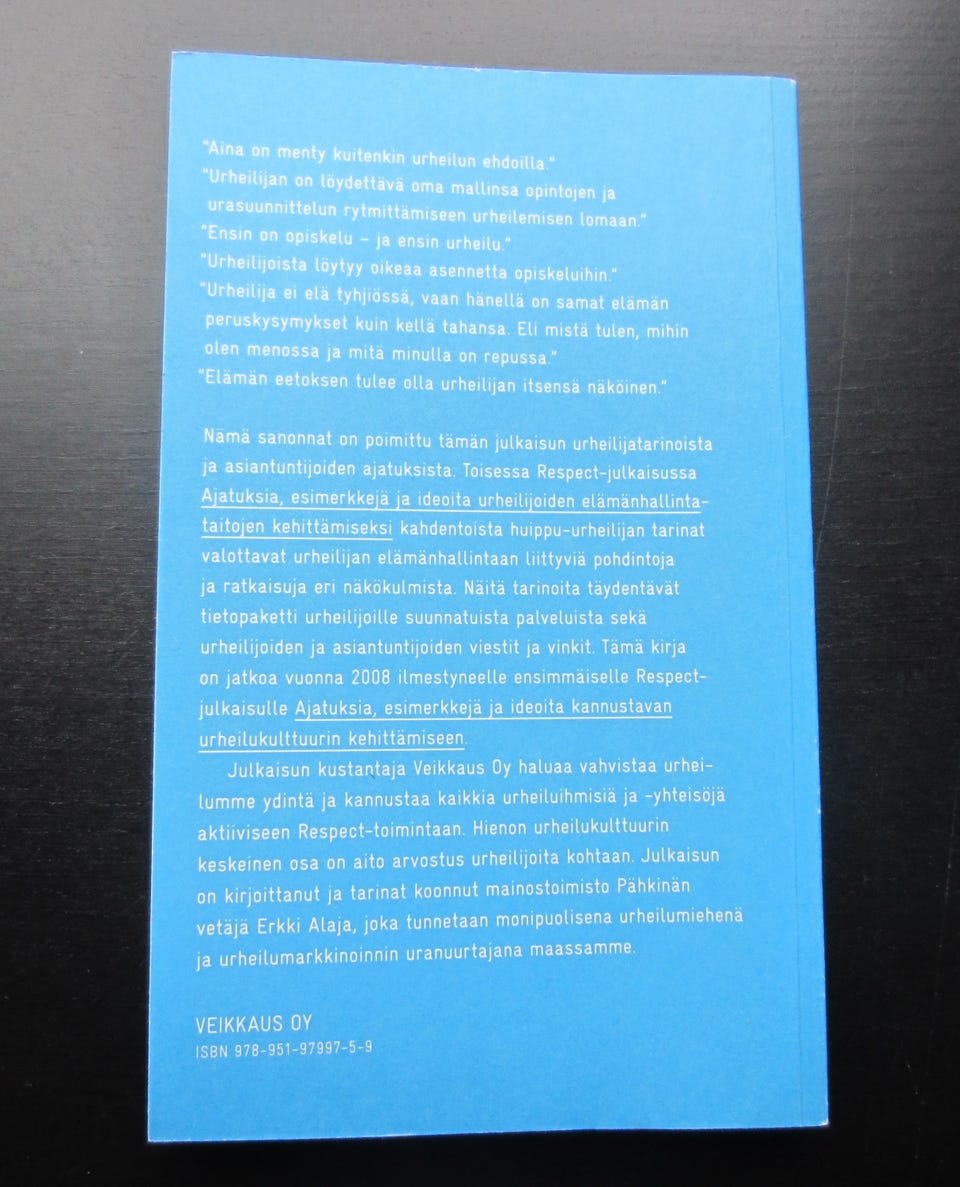 "Aina on menty kuitenkin urheilun ehdoilla."
"Urheilijan on löydettävä oma mallinsa opintojen ja
urasuunnittelun rytmittämiseen urheilemisen lomaan."
"Ensin on opiskelu – ja ensin urheilu."
"Urheilijoista löytyy oikeaa asennetta opiskeluihin."
"Urheilija ei elä tyhjiössä, vaan hänellä on samat elämän
peruskysymykset kuin kellä tahansa. Eli mistä tulen, mihin
olen menossa ja mitä minulla on repussa."
"Elämän eetoksen tulee olla urheilijan itsensä näköinen."
Nämä sanonnat on poimittu tämän julkaisun urheilijatarinoista
ja asiantuntijoiden ajatuksista. Toisessa Respect-julkaisussa
Ajatuksia, esimerkkejä ja ideoita urheilijoiden elämänhallinta-
taitojen kehittämiseksi kahdentoista huippu-urheilijan tarinat
valottavat urheilijan elämänhallintaan liittyviä pohdintoja
ja ratkaisuja eri näkökulmista. Näitä tarinoita täydentävät
tietopaketti urheilijoille suunnatuista palveluista sekä
urheilijoiden ja asiantuntijoiden viestit ja vinkit. Tämä kirja
on jatkoa vuonna 2008 ilmestyneelle ensimmäiselle Respect-
julkaisulle Ajatuksia, esimerkkejä ja ideoita kannustavan
urheilukulttuurin kehittämiseen.
Julkaisun kustantaja Veikkaus Oy haluaa vahvistaa urhei-
lumme ydintä ja kannustaa kaikkia urheiluihmisiä ja -yhteisöjä
aktiiviseen Respect-toimintaan. Hienon urheilukulttuurin
keskeinen osa on aito arvostus urheilijoita kohtaan. Julkaisun
on kirjoittanut ja tarinat koonnut mainostoimisto Pähkinän
vetäjä Erkki Alaja, joka tunnetaan monipuolisena urheilumiehenä
ja urheilumarkkinoinnin uranuurtajana maassamme.
VEIKKAUS OY
ISBN 978-951-97997-5-9